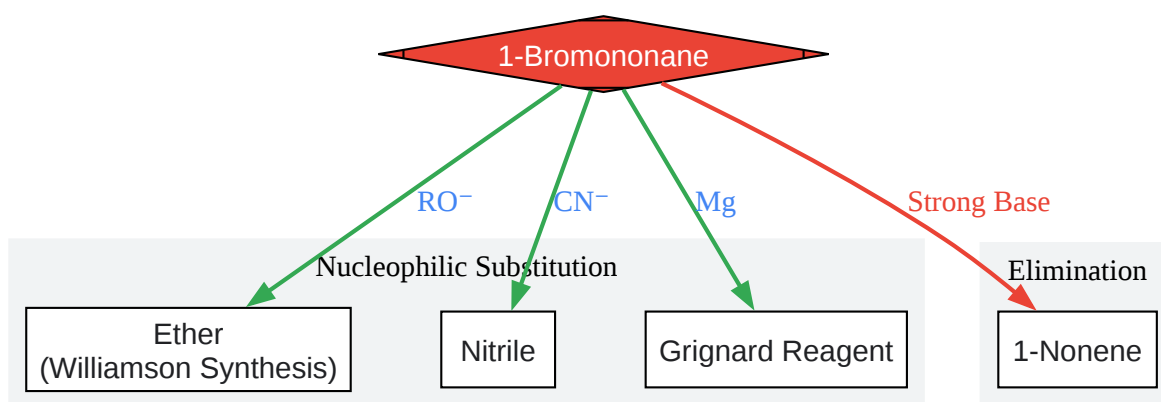 1-Bromononane
RO⁻
CN⁻
Mg
Strong Base
Nucleophilic Substitution
Elimination
Ether
(Williamson Synthesis)
Nitrile
Grignard Reagent
1-Nonene